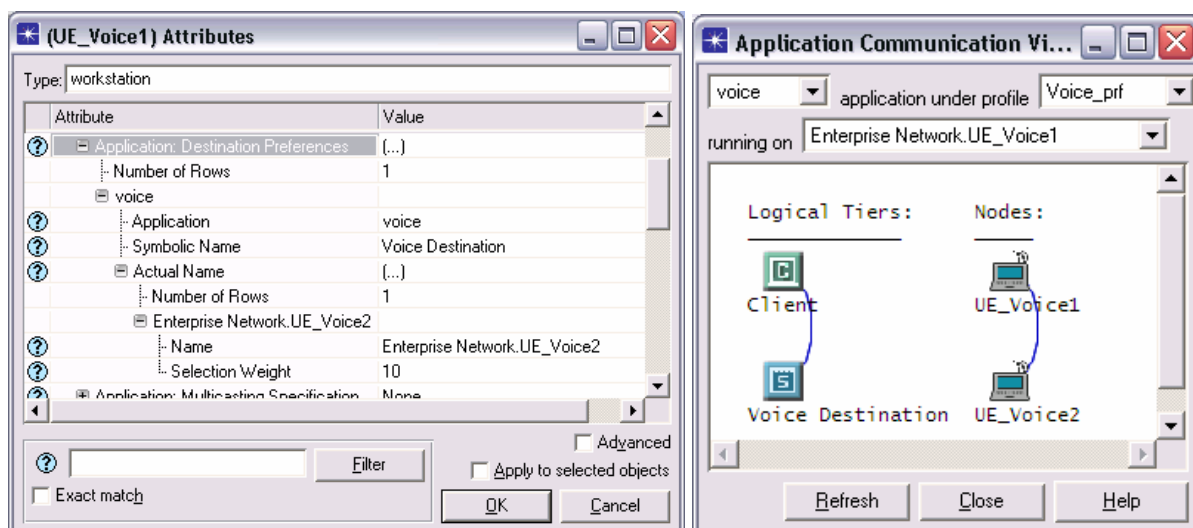 (UE_Voice1) Attributes
Type: workstation
Attribute Value
Application: Destination Preferences (...)
Number of Rows 1
voice
Application voice
Symbolic Name Voice Destination
Actual Name (...)
Number of Rows 1
Enterprise Network.UE_Voice2
Name Enterprise Network.UE_Voice2
Selection Weight 10
Application: Multicasting Specification None
Advanced
Filter
Apply to selected objects
Exact match
OK Cancel
Application Communication Vi...
voice application under profile Voice_prf
running on Enterprise Network.UE_Voice1
Logical Tiers: Nodes:
C
Client UE_Voice1
S
Voice Destination UE_Voice2
Refresh Close Help